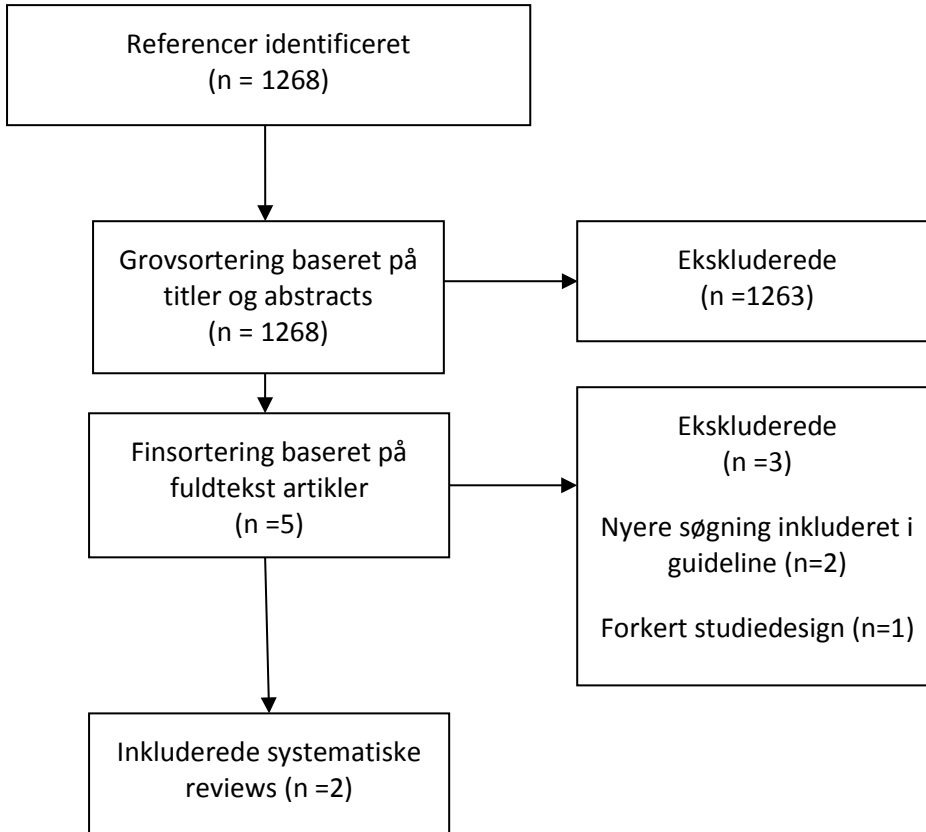 Referencer identificeret
(n = 1268)
Grovsortering baseret på
titler og abstracts
(n = 1268)
Ekskluderede
(n =1263)
Finsortering baseret på
fuldtekst artikler
(n =5)
Ekskluderede
(n =3)
Nyere søgning inkluderet i
guideline (n=2)
Forkert studiedesign (n=1)
Inkluderede systematiske
reviews (n =2)